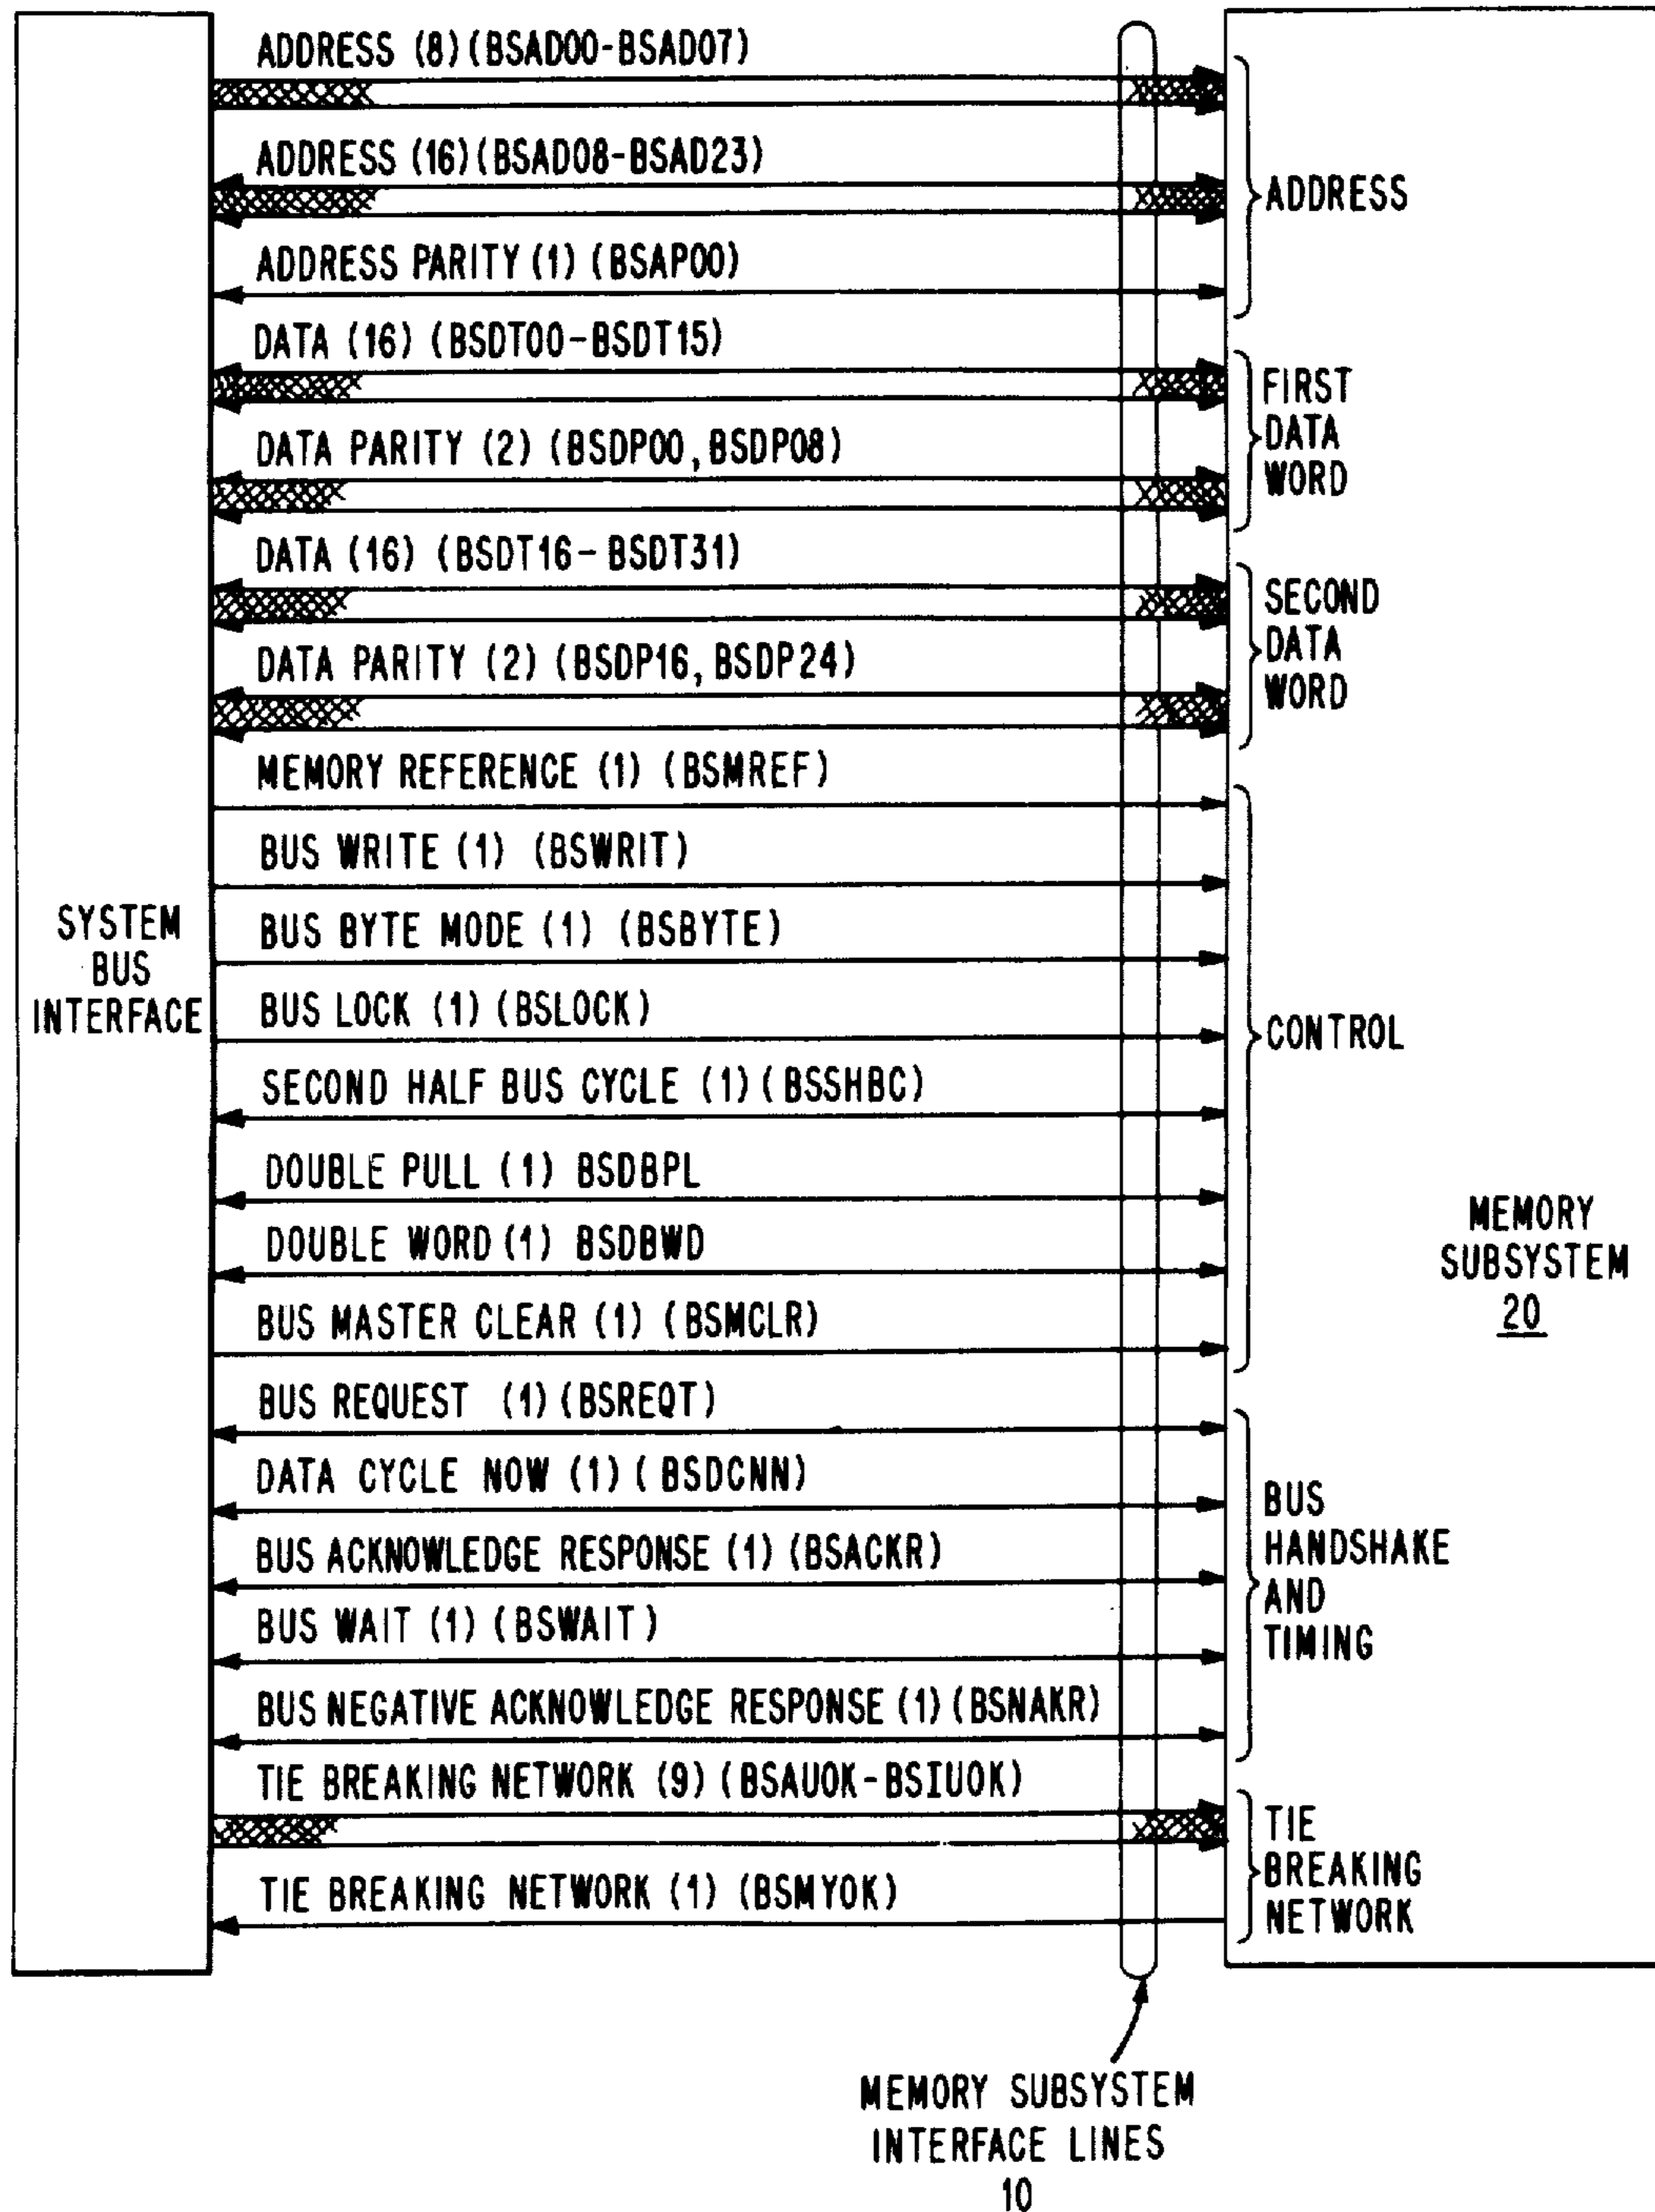 ADDRESS (8) (BSAD00-BSAD07)
ADDRESS (16) (BSAD08-BSAD23)
ADDRESS PARITY (1) (BSAP00)
ADDRESS
DATA (16) (BSDT00-BSDT15)
DATA PARITY (2) (BSDP00, BSDP08)
FIRST
DATA
WORD
DATA (16) (BSDT16-BSDT31)
DATA PARITY (2) (BSDP16, BSDP24)
SECOND
DATA
WORD
MEMORY REFERENCE (1) (BSMREF)
BUS WRITE (1) (BSWRIT)
BUS BYTE MODE (1) (BSBYTE)
BUS LOCK (1) (BSLOCK)
SECOND HALF BUS CYCLE (1) (BSSHBC)
DOUBLE PULL (1) BSDBPL
DOUBLE WORD (1) BSDBWD
BUS MASTER CLEAR (1) (BSMCLR)
CONTROL
SYSTEM
BUS
INTERFACE
MEMORY
SUBSYSTEM
20
BUS REQUEST (1) (BSREQT)
DATA CYCLE NOW (1) (BSDCNN)
BUS ACKNOWLEDGE RESPONSE (1) (BSACKR)
BUS WAIT (1) (BSWAIT)
BUS NEGATIVE ACKNOWLEDGE RESPONSE (1) (BSNAKR)
BUS
HANDSHAKE
AND
TIMING
TIE BREAKING NETWORK (9) (BSAUOK-BSIUOK)
TIE BREAKING NETWORK (1) (BSMYOK)
TIE
BREAKING
NETWORK
MEMORY SUBSYSTEM
INTERFACE LINES
10